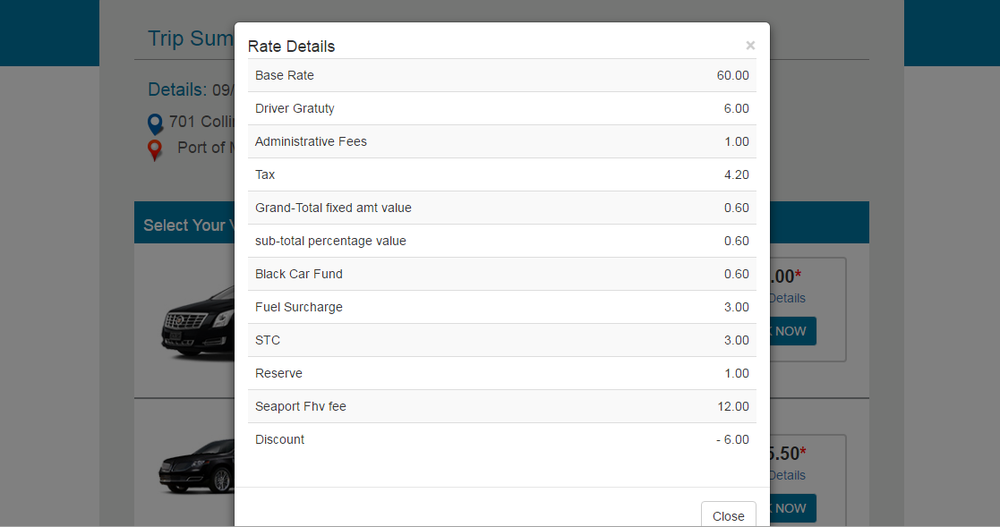 Trip Sum
Rate Details ×
Base Rate 60.00
Details: 09/
Driver Gratuty 6.00
701 Collin
Administrative Fees 1.00
Port of
Tax 4.20
Grand-Total fixed amt value 0.60
Select Your
sub-total percentage value 0.60
Black Car Fund 0.60
.00*
Details
Fuel Surcharge 3.00
STC 3.00
NOW
Reserve 1.00
Seaport Fhv fee 12.00
Discount - 6.00
5.50*
Details
NOW
Close